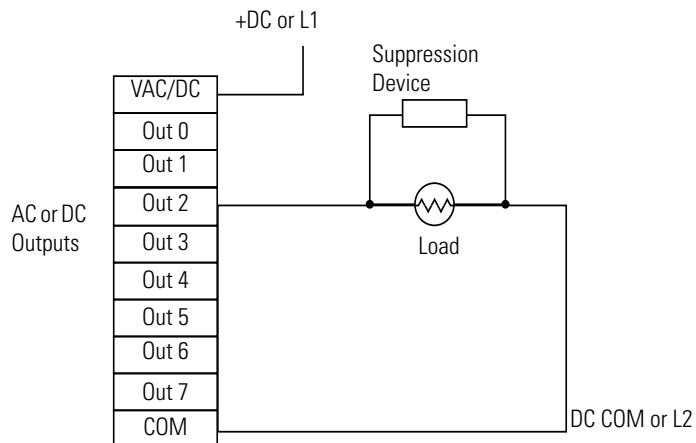 +DC or L1
Suppression
Device
VAC/DC
Out 0
Out 1
Out 2
Out 3
Out 4
Out 5
Out 6
Out 7
COM
AC or DC
Outputs
Load
DC COM or L2